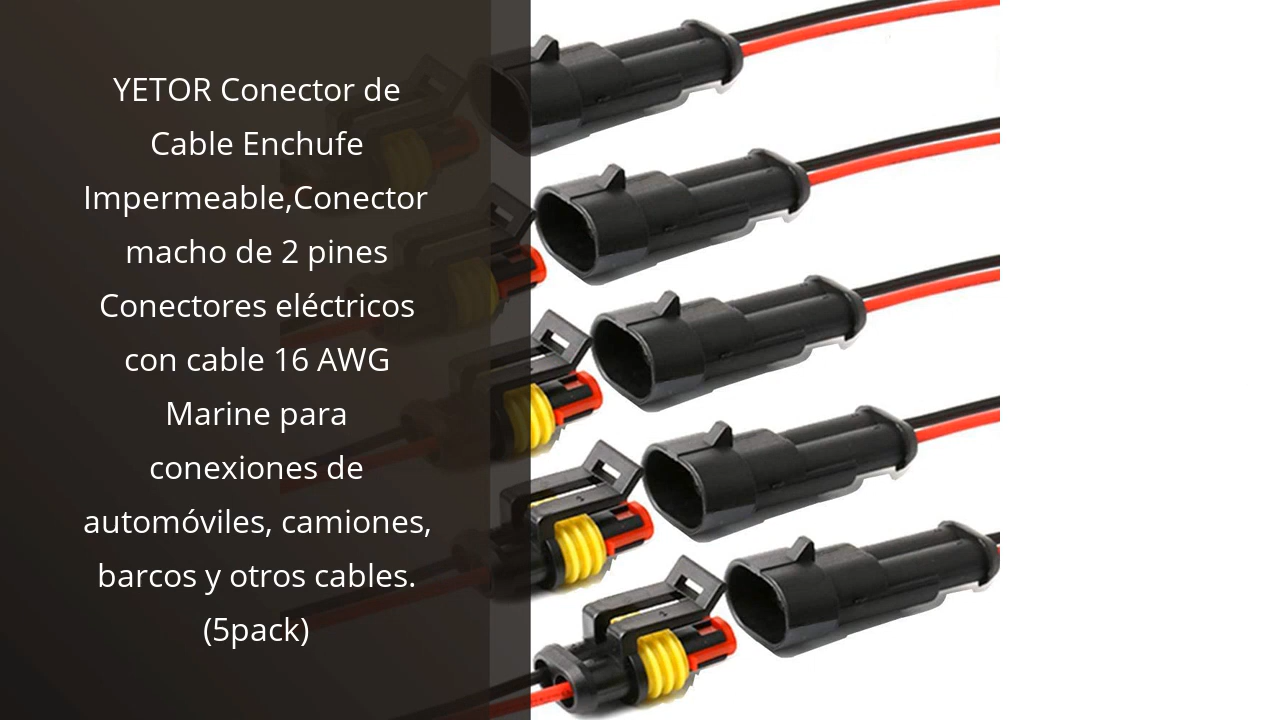 YETOR Conector de
Cable Enchufe
Impermeable,Conector
macho de 2 pines
Conectores eléctricos
con cable 16 AWG
Marine para
conexiones de
automóviles, camiones,
barcos y otros cables.
(5pack)